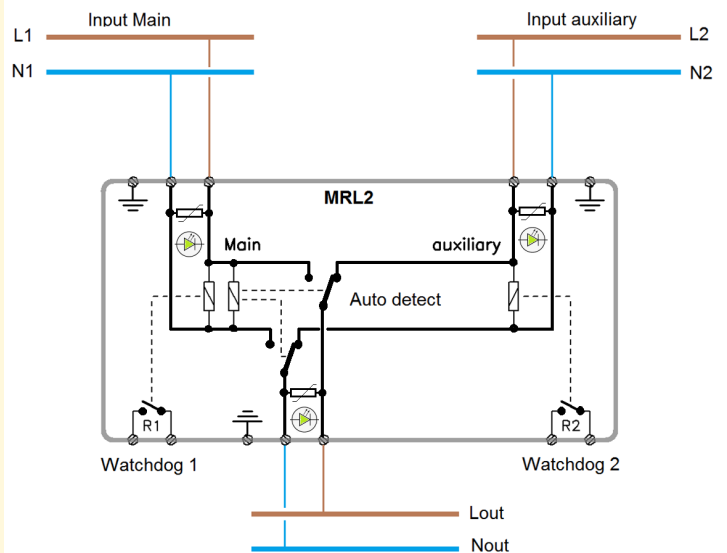 Input Main
Input auxiliary
L1
L2
N1
N2
MRL2
Main
auxiliary
Auto detect
R1
R2
Watchdog 1
Watchdog 2
Lout
Nout